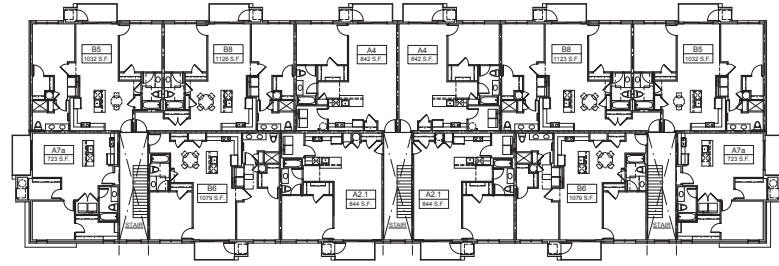 B5
1032 S.F.
B8
1126 S.F.
A4
842 S.F.
A4
842 S.F.
B8
1123 S.F.
B5
1032 S.F.
A7a
723 S.F.
B6
1079 S.F.
A2.1
844 S.F.
A2.1
844 S.F.
B6
1079 S.F.
A7a
723 S.F.
STAIR
STAIR
STAIR